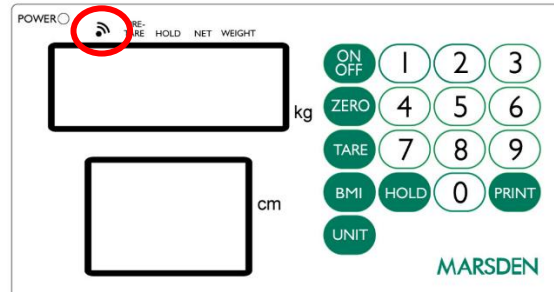 POWER
PRE-
TARE HOLD NET WEIGHT
kg
cm
ON
OFF
1 2 3
ZERO 4 5 6
TARE 7 8 9
BMI HOLD 0 PRINT
UNIT
MARSDEN